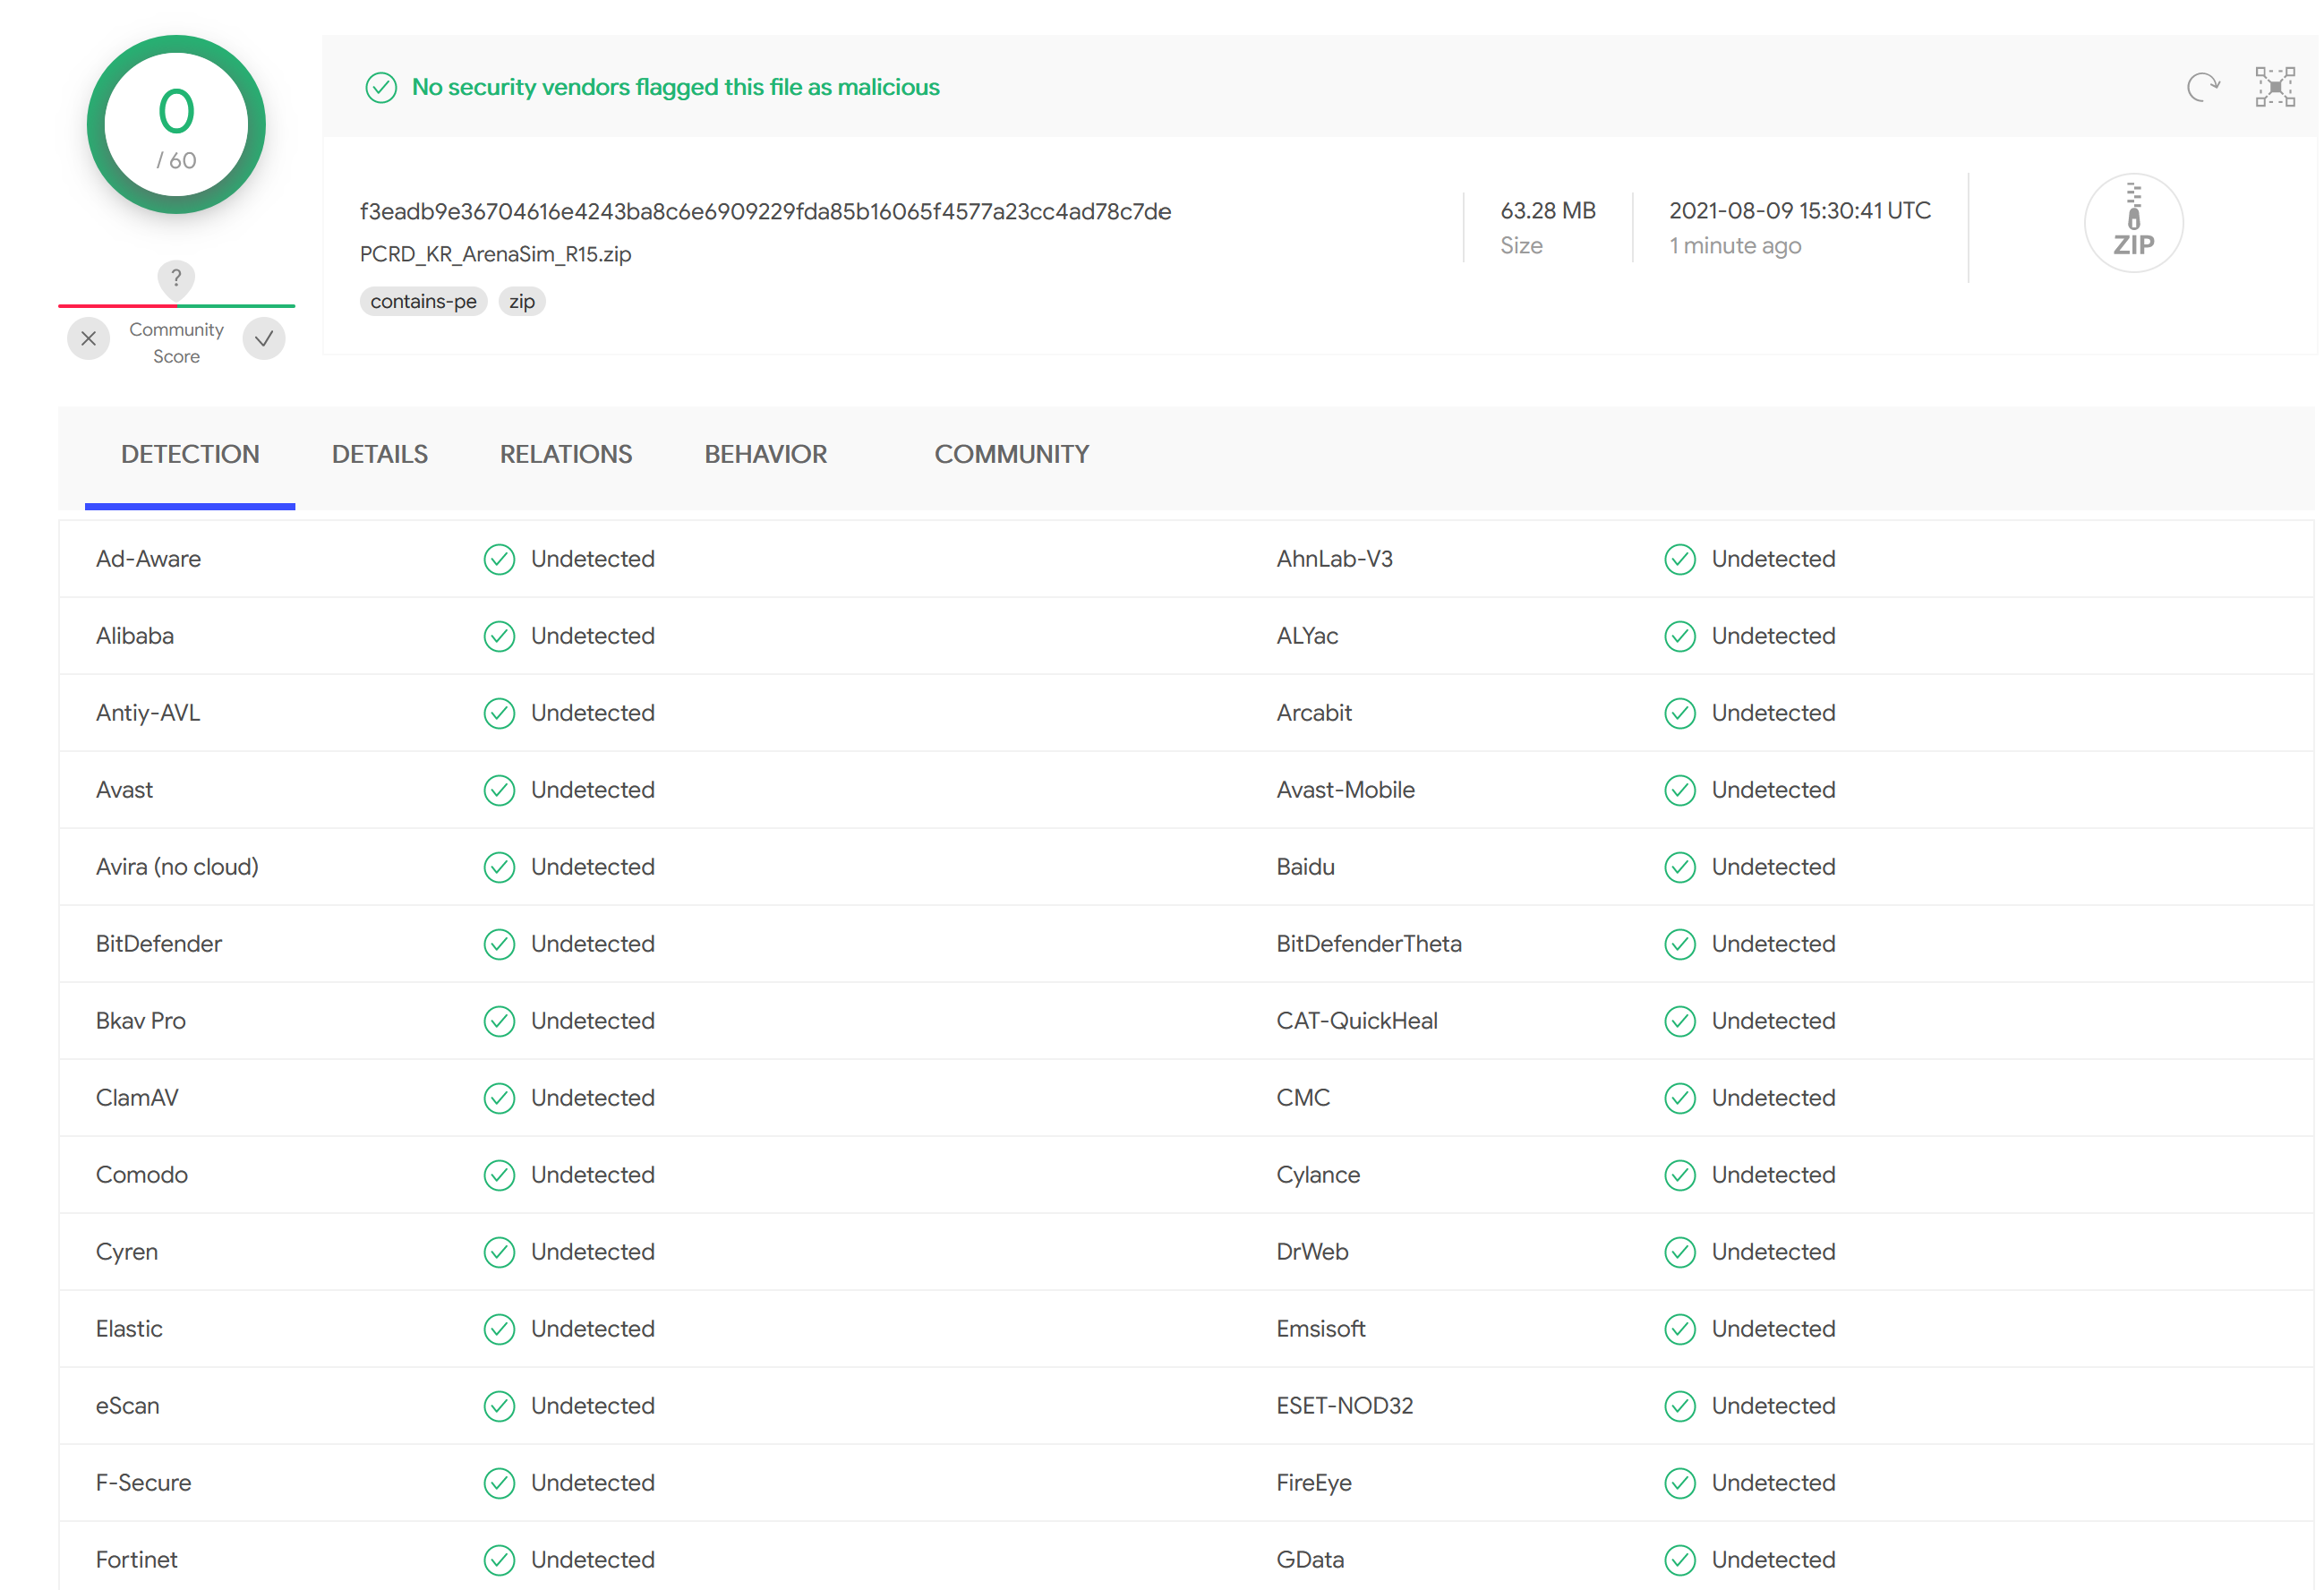 0
/ 60
?
Community
Score
No security vendors flagged this file as malicious
f3eadb9e36704616e4243ba8c6e6909229fda85b16065f4577a23cc4ad78c7de
PCRD_KR_ArenaSim_R15.zip
contains-pe zip
63.28 MB
Size
2021-08-09 15:30:41 UTC
1 minute ago
ZIP
DETECTION DETAILS RELATIONS BEHAVIOR COMMUNITY
Ad-Aware Undetected AhnLab-V3 Undetected
Alibaba Undetected ALYac Undetected
Antiy-AVL Undetected Arcabit Undetected
Avast Undetected Avast-Mobile Undetected
Avira (no cloud) Undetected Baidu Undetected
BitDefender Undetected BitDefenderTheta Undetected
Bkav Pro Undetected CAT-QuickHeal Undetected
ClamAV Undetected CMC Undetected
Comodo Undetected Cylance Undetected
Cyren Undetected DrWeb Undetected
Elastic Undetected Emsisoft Undetected
eScan Undetected ESET-NOD32 Undetected
F-Secure Undetected FireEye Undetected
Fortinet Undetected GData Undetected